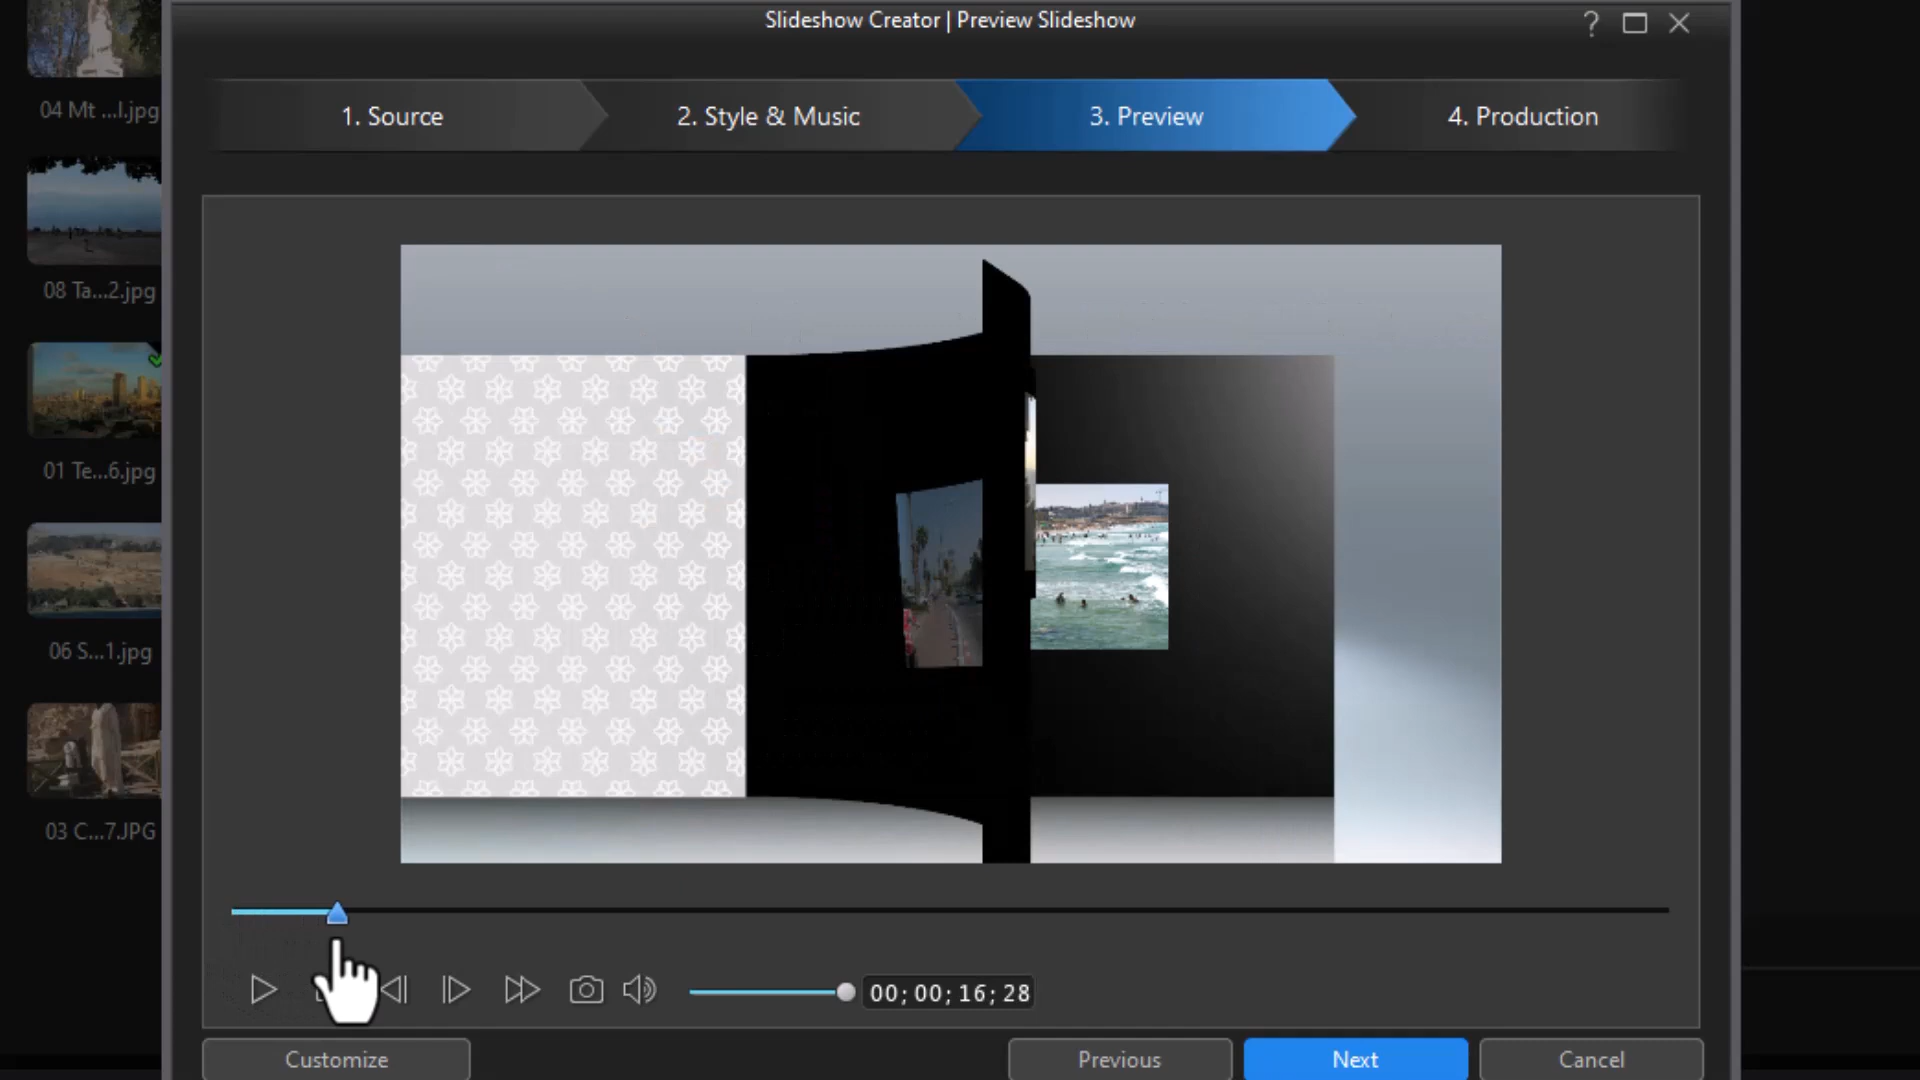 Slideshow Creator | Preview Slideshow
1. Source
2. Style & Music
3. Preview
4. Production
04 Mt ...l.jpg
08 Ta...2.jpg
01 Te...6.jpg
06 S...1.jpg
03 C...7.JPG
00;00;16;28
Customize
Previous
Next
Cancel